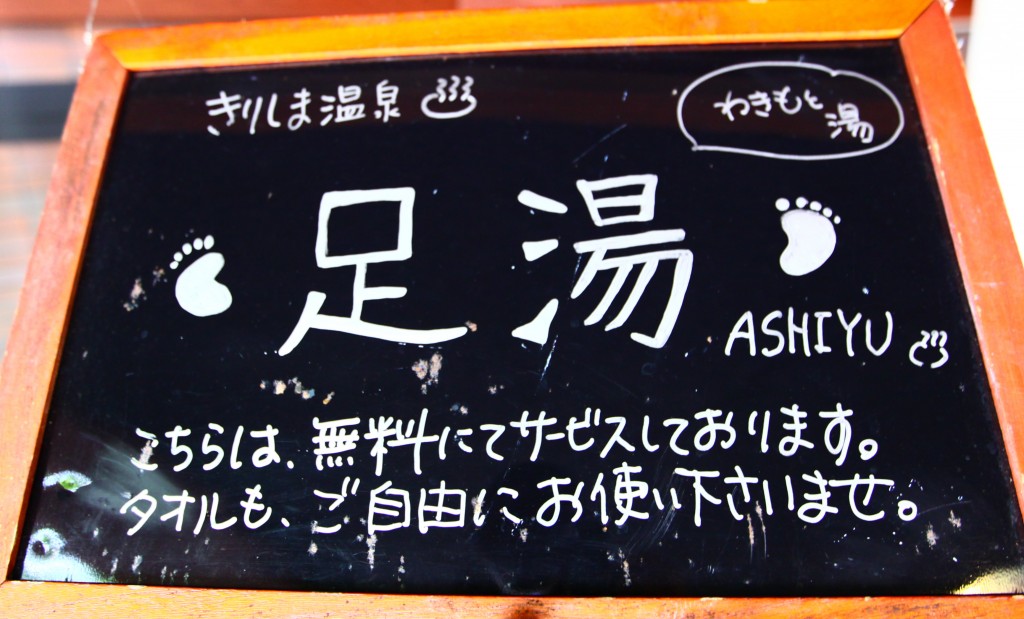 きりしま温泉
わきもと
湯
足湯
ASHIYU
こちらは、無料にてサービスしております。
タオルも、ご自由にお使い下さいませ。